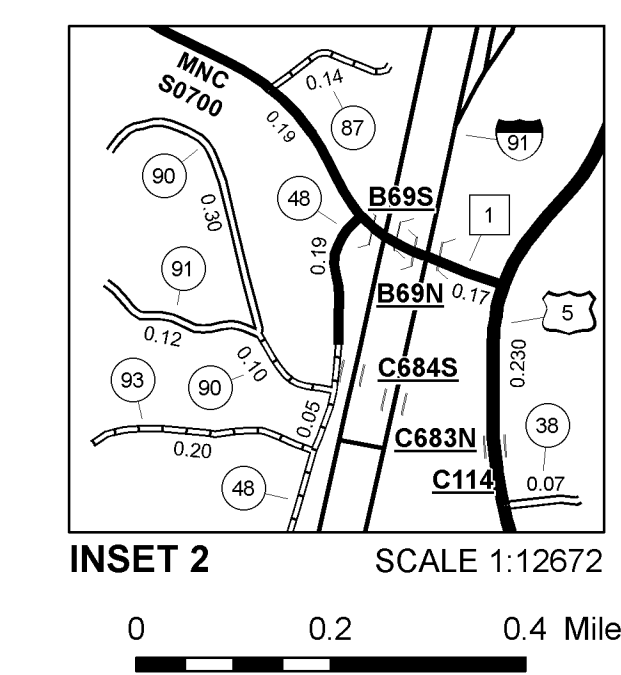 MNC
S0700
0.14
87
0.19
91
90
48
B69S
1
0.30
0.19
91
B69N
0.17
5
0.12
0.10
C684S
0.230
93
90
0.05
38
C683N
0.20
C114
0.07
48
INSET 2
SCALE 1:12672
0 0.2 0.4 Mile